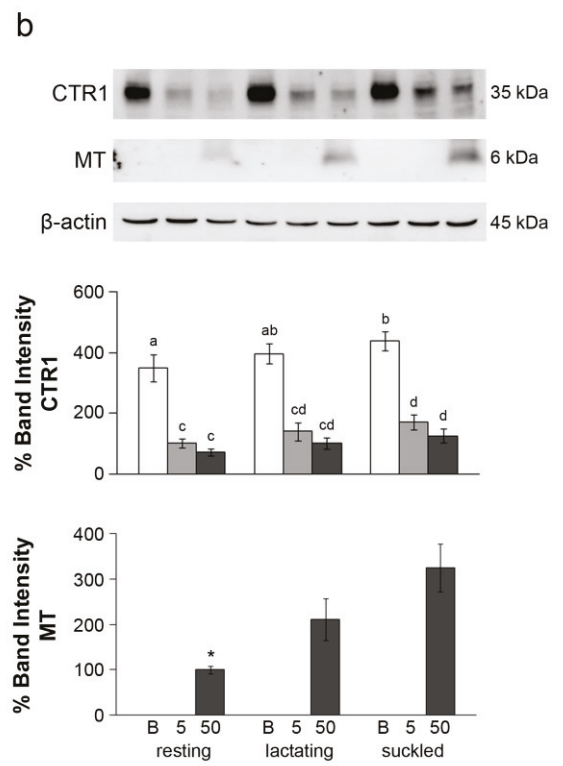 b
CTR1 35 kDa
MT 6 kDa
β-actin 45 kDa
% Band Intensity
CTR1
600
400
200
0
a
c
c
ab
cd
cd
b
d
d
% Band Intensity
MT
400
300
200
100
0
*
B 5 50 B 5 50 B 5 50
resting lactating suckled